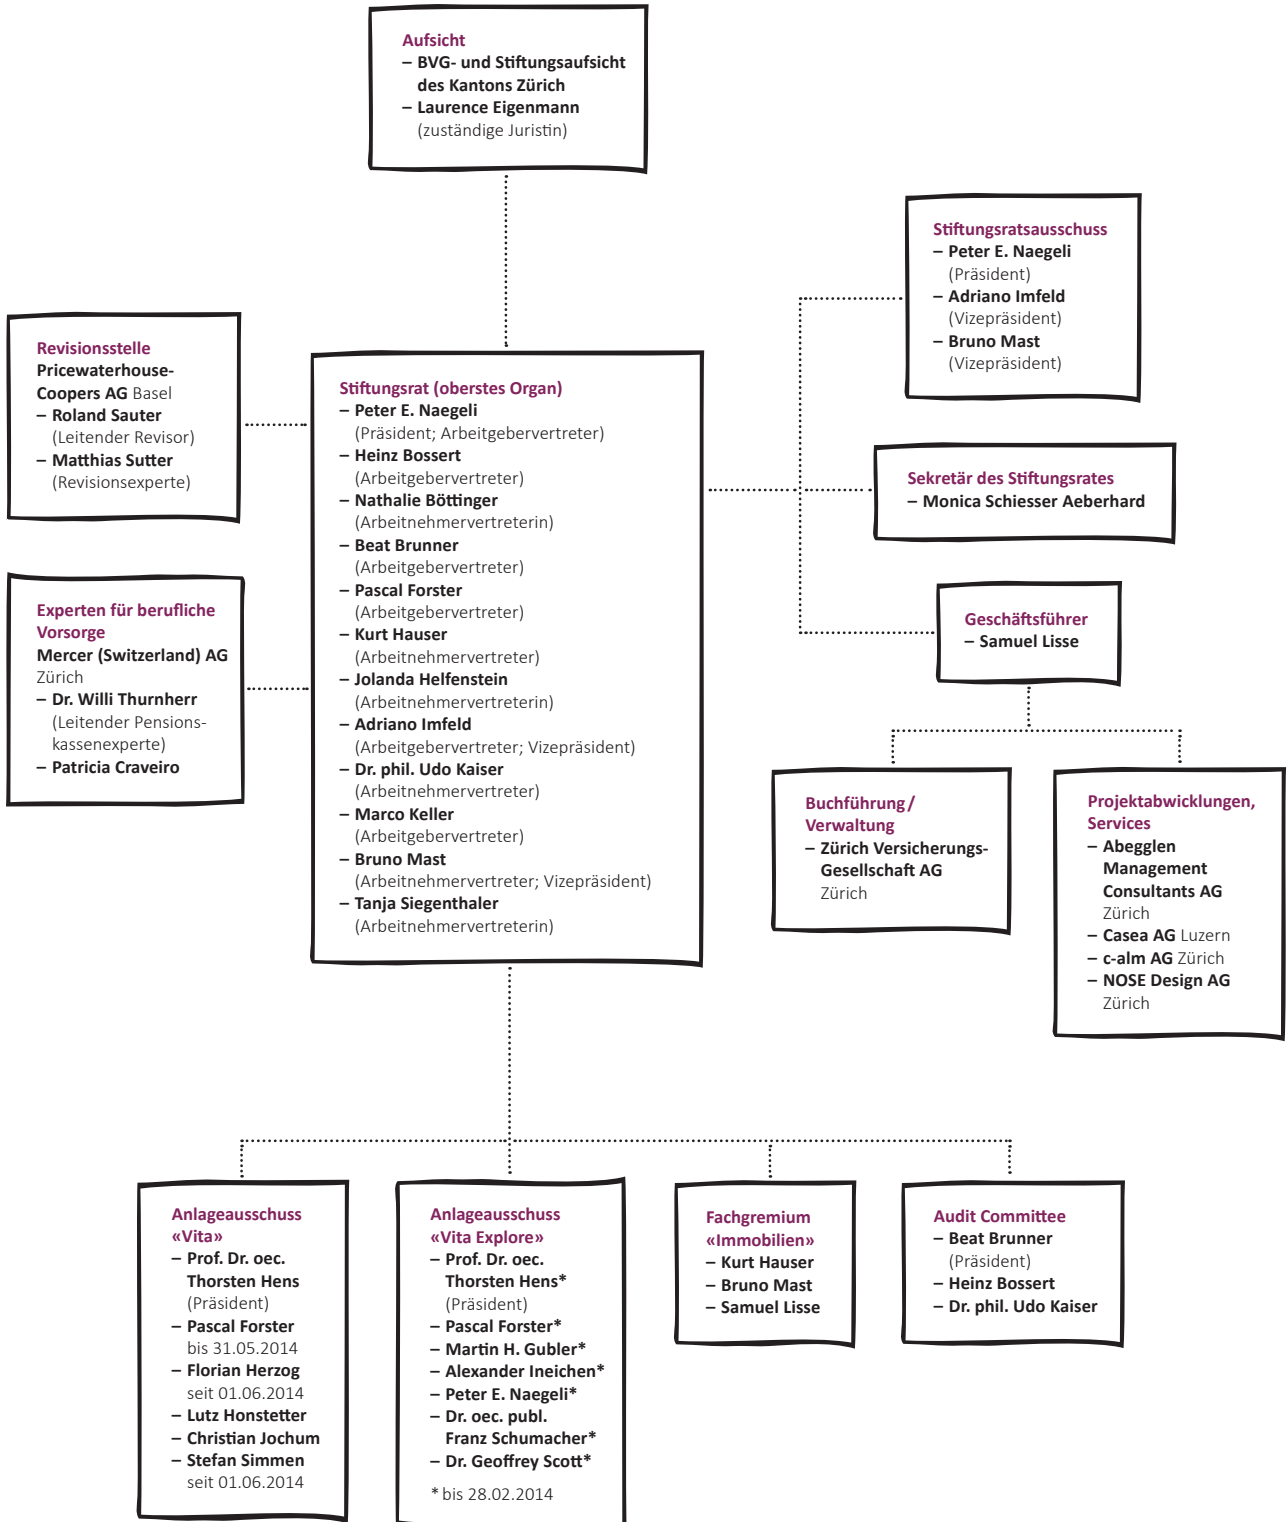 Aufsicht
– BVG- und Stiftungsaufsicht
des Kantons Zürich
– Laurence Eigenmann
(zuständige Juristin)
Stiftungsratsausschuss
– Peter E. Naegeli
(Präsident)
– Adriano Imfeld
(Vizepräsident)
– Bruno Mast
(Vizepräsident)
Revisionsstelle
Pricewaterhouse-
Coopers AG Basel
– Roland Sauter
(Leitender Revisor)
– Matthias Sutter
(Revisionsexperte)
Stiftungsrat (oberstes Organ)
– Peter E. Naegeli
(Präsident; Arbeitgebervertreter)
– Heinz Bossert
(Arbeitgebervertreter)
– Nathalie Böttinger
(Arbeitnehmervertreterin)
– Beat Brunner
(Arbeitgebervertreter)
– Pascal Forster
(Arbeitgebervertreter)
– Kurt Hauser
(Arbeitnehmervertreter)
– Jolanda Helfenstein
(Arbeitnehmervertreterin)
– Adriano Imfeld
(Arbeitgebervertreter; Vizepräsident)
– Dr. phil. Udo Kaiser
(Arbeitnehmervertreter)
– Marco Keller
(Arbeitgebervertreter)
– Bruno Mast
(Arbeitnehmervertreter; Vizepräsident)
– Tanja Siegenthaler
(Arbeitnehmervertreterin)
Sekretär des Stiftungsrates
– Monica Schiesser Aeberhard
Experten für berufliche
Vorsorge
Mercer (Switzerland) AG
Zürich
– Dr. Willi Thurnherr
(Leitender Pensions-
kassenexperte)
– Patricia Craveiro
Geschäftsführer
– Samuel Lisse
Buchführung /
Verwaltung
– Zürich Versicherungs-
Gesellschaft AG
Zürich
Projektabwicklungen,
Services
– Abegglen
Management
Consultants AG
Zürich
– Casea AG Luzern
– c-alm AG Zürich
– NOSE Design AG
Zürich
Anlageausschuss
«Vita»
– Prof. Dr. oec.
Thorsten Hens
(Präsident)
– Pascal Forster
bis 31.05.2014
– Florian Herzog
seit 01.06.2014
– Lutz Honstetter
– Christian Jochum
– Stefan Simmen
seit 01.06.2014
Anlageausschuss
«Vita Explore»
– Prof. Dr. oec.
Thorsten Hens*
(Präsident)
– Pascal Forster*
– Martin H. Gubler*
– Alexander Ineichen*
– Peter E. Naegeli*
– Dr. oec. publ.
Franz Schumacher*
– Dr. Geoffrey Scott*
* bis 28.02.2014
Fachgremium
«Immobilien»
– Kurt Hauser
– Bruno Mast
– Samuel Lisse
Audit Committee
– Beat Brunner
(Präsident)
– Heinz Bossert
– Dr. phil. Udo Kaiser